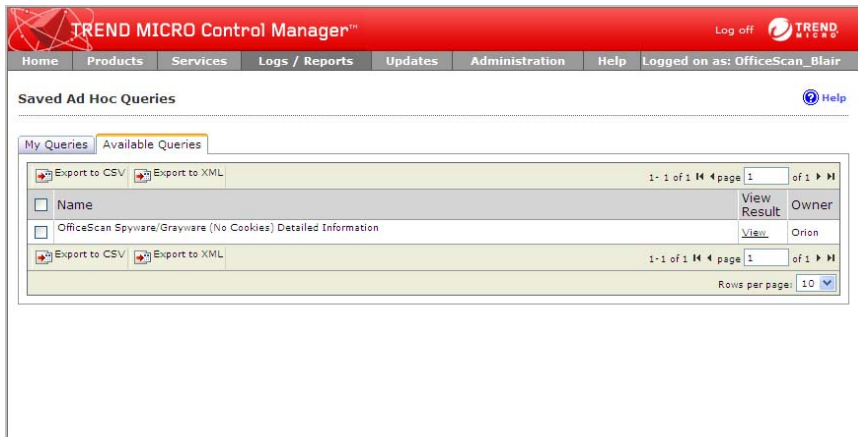 TREND MICRO Control Manager™
Log off
TREND MICRO
Home Products Services Logs / Reports Updates Administration Help Logged on as: OfficeScan_Blair
Saved Ad Hoc Queries
Help
My Queries Available Queries
Export to CSV Export to XML 1- 1 of 1 page 1 of 1
Name View Result Owner
OfficeScan Spyware/Grayware (No Cookies) Detailed Information View Orion
Export to CSV Export to XML 1-1 of 1 page 1 of 1
Rows per page: 10